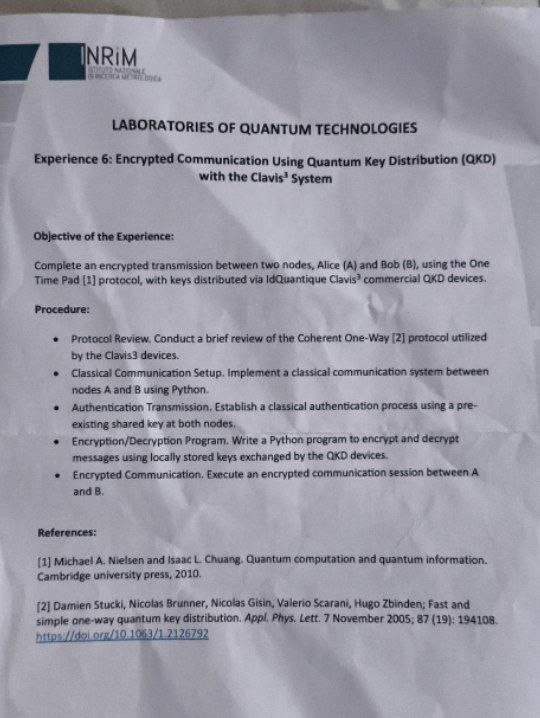 INRiM
ISTITUTO NAZIONALE
DI RICERCA METROLOGICA
LABORATORIES OF QUANTUM TECHNOLOGIES
Experience 6: Encrypted Communication Using Quantum Key Distribution (QKD)
with the Clavis³ System
Objective of the Experience:
Complete an encrypted transmission between two nodes, Alice (A) and Bob (B), using the One
Time Pad [1] protocol, with keys distributed via IdQuantique Clavis³ commercial QKD devices.
Procedure:
• Protocol Review. Conduct a brief review of the Coherent One-Way [2] protocol utilized
by the Clavis3 devices.
• Classical Communication Setup. Implement a classical communication system between
nodes A and B using Python.
• Authentication Transmission. Establish a classical authentication process using a pre-
existing shared key at both nodes.
• Encryption/Decryption Program. Write a Python program to encrypt and decrypt
messages using locally stored keys exchanged by the QKD devices.
• Encrypted Communication. Execute an encrypted communication session between A
and B.
References:
[1] Michael A. Nielsen and Isaac L. Chuang. Quantum computation and quantum information.
Cambridge university press, 2010.
[2] Damien Stucki, Nicolas Brunner, Nicolas Gisin, Valerio Scarani, Hugo Zbinden; Fast and
simple one-way quantum key distribution. Appl. Phys. Lett. 7 November 2005; 87 (19): 194108.
https://doi.org/10.1063/1.2126792